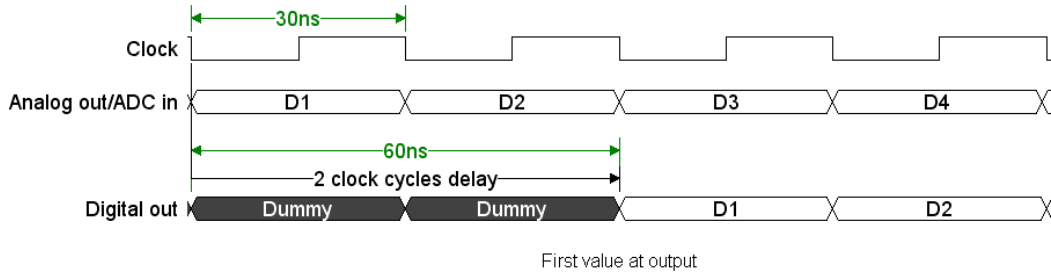 30ns
Clock
Analog out/ADC in D1 D2 D3 D4
60ns
2 clock cycles delay
Digital out Dummy Dummy D1 D2
First value at output